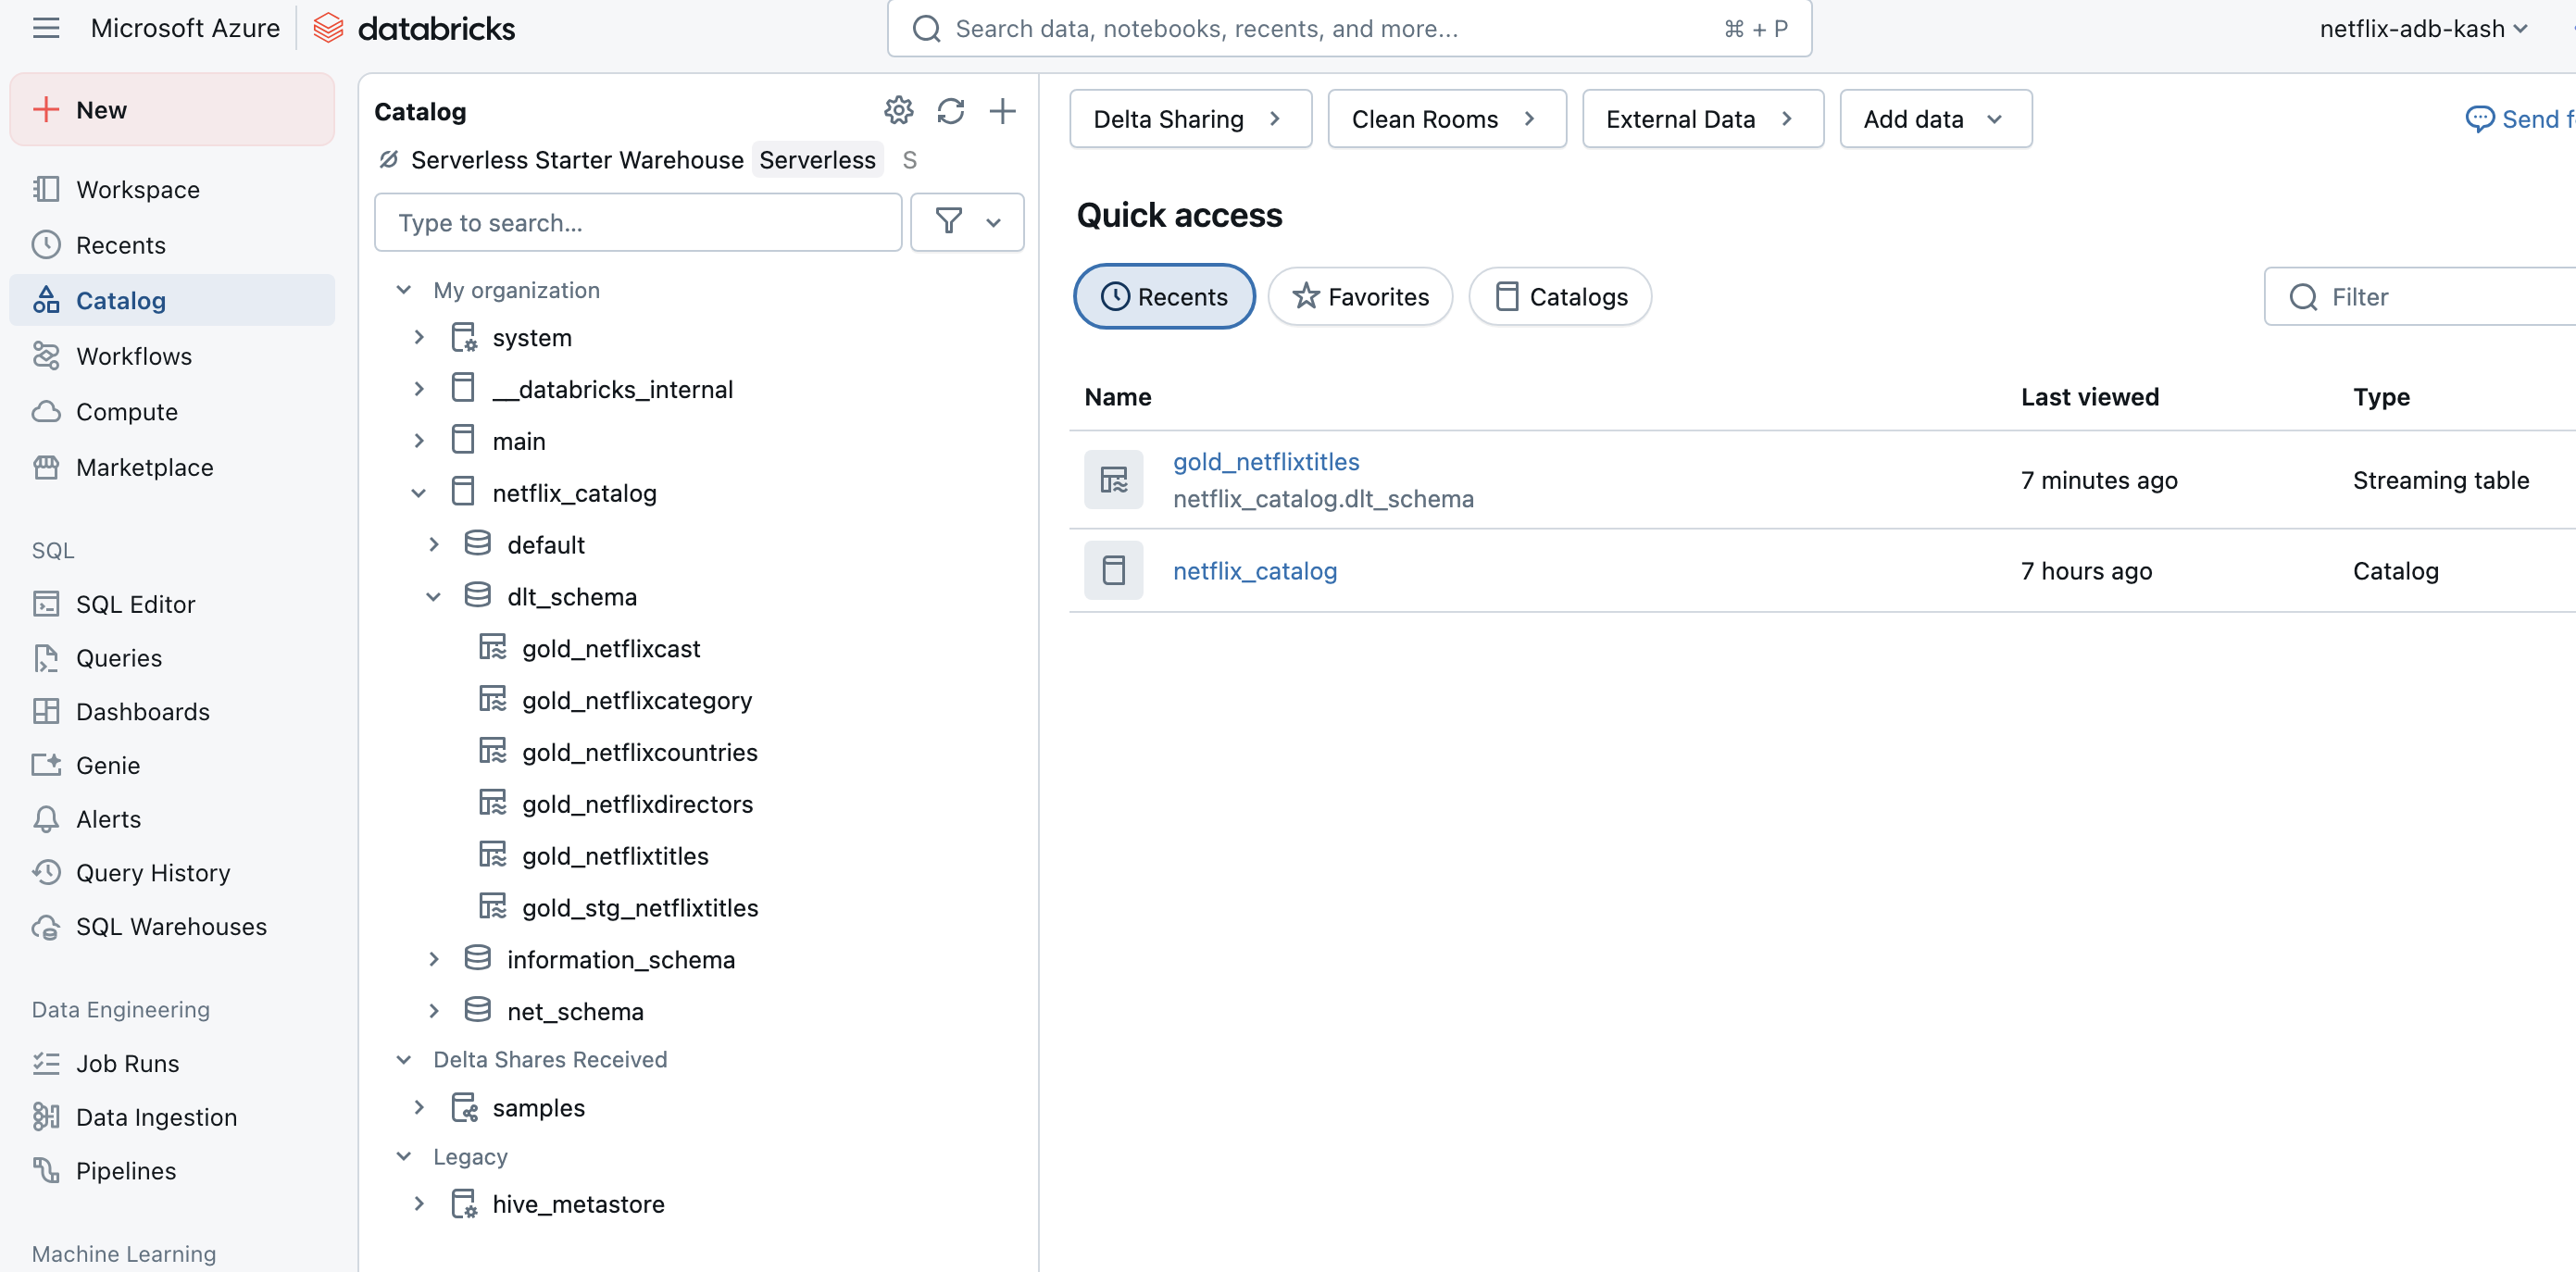 Microsoft Azure
databricks
Search data, notebooks, recents, and more...
⌘ + P
netflix-adb-kash
New
Workspace
Recents
Catalog
Workflows
Compute
Marketplace
SQL
SQL Editor
Queries
Dashboards
Genie
Alerts
Query History
SQL Warehouses
Data Engineering
Job Runs
Data Ingestion
Pipelines
Machine Learning
Catalog
Serverless Starter Warehouse Serverless S
Type to search...
My organization
system
__databricks_internal
main
netflix_catalog
default
dlt_schema
gold_netflixcast
gold_netflixcategory
gold_netflixcountries
gold_netflixdirectors
gold_netflixtitles
gold_stg_netflixtitles
information_schema
net_schema
Delta Shares Received
samples
Legacy
hive_metastore
Delta Sharing
Clean Rooms
External Data
Add data
Send
Quick access
Recents
Favorites
Catalogs
Filter
Name Last viewed Type
gold_netflixtitles
netflix_catalog.dlt_schema
7 minutes ago
Streaming table
netflix_catalog
7 hours ago
Catalog